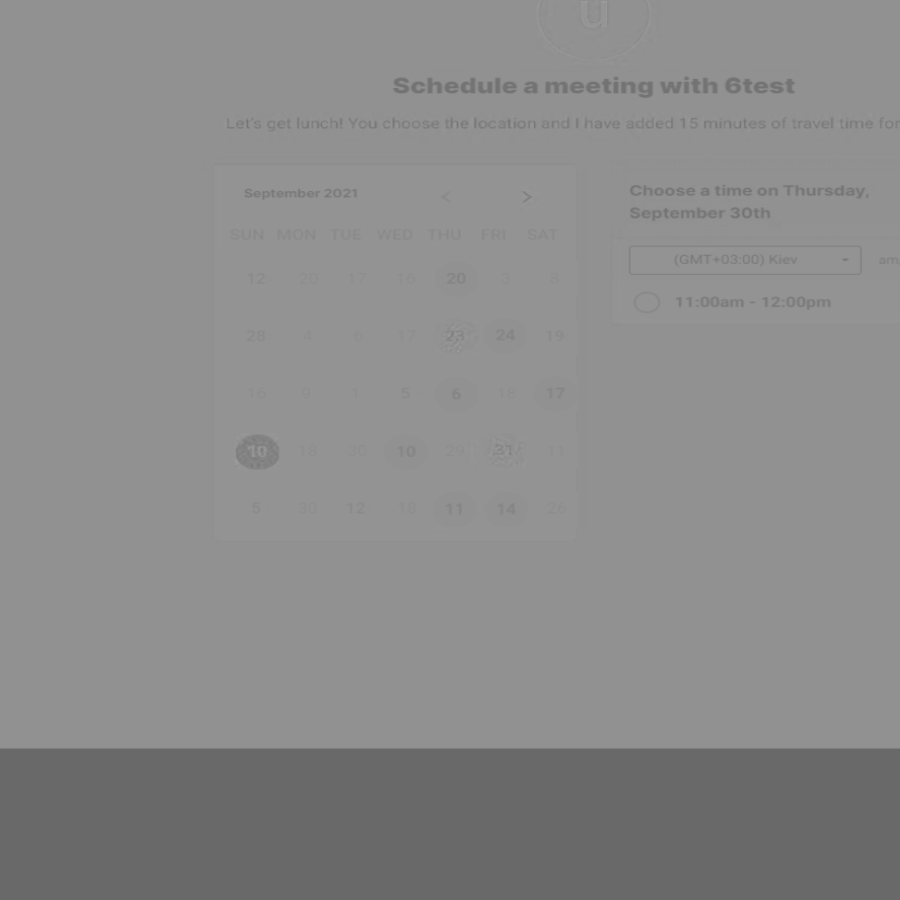 u
Schedule a meeting with 6test
Let's get lunch! You choose the location and I have added 15 minutes of travel time for
September 2021 < >
SUN MON TUE WED THU FRI SAT
12 20 17 16 20 3 8
28 4 6 17 23 24 19
16 9 1 5 6 18 17
10 18 20 10 29 31 11
5 30 12 18 11 14 26
Choose a time on Thursday,
September 30th
(GMT+03:00) Kiev am
11:00am - 12:00pm